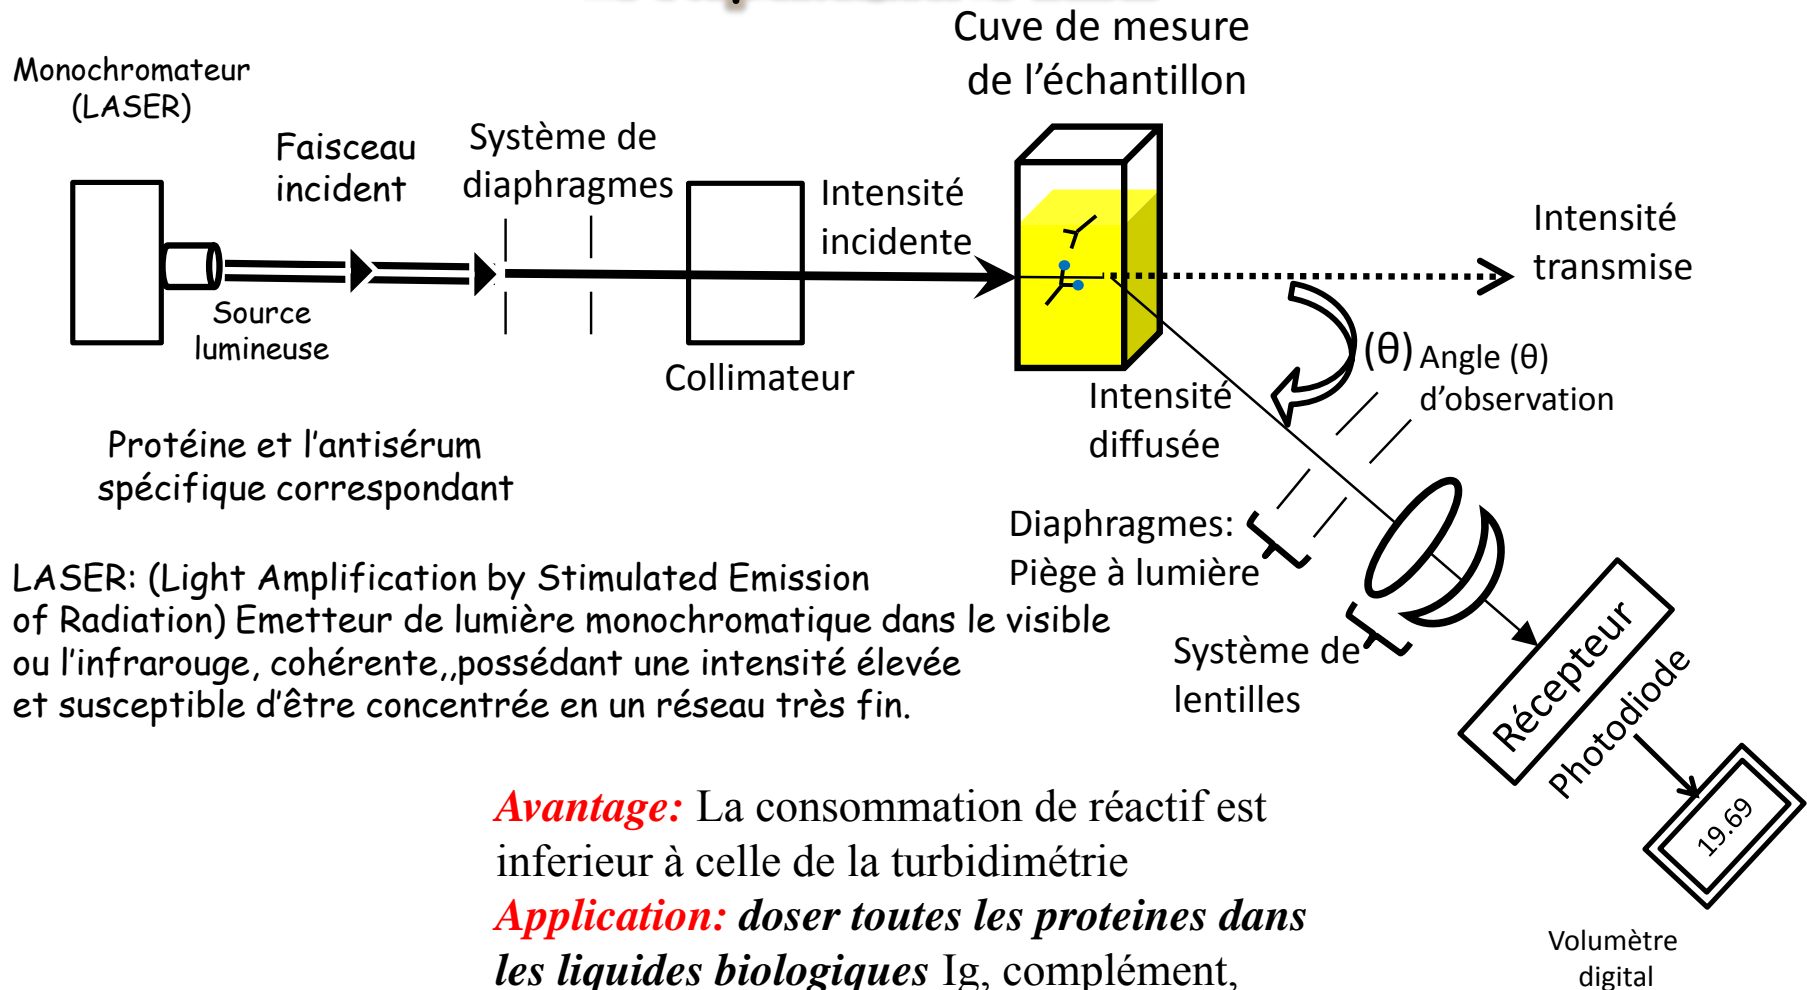 Cuve de mesure
de l'échantillon
Monochromateur
(LASER)
Faisceau
incident
Système de
diaphragmes
Intensité
incidente
Intensité
transmise
Source
lumineuse
Collimateur
(θ)
Angle (θ)
d'observation
Intensité
diffusée
Protéine et l'antisérum
spécifique correspondant
Diaphragmes:
Piège à lumière
LASER: (Light Amplification by Stimulated Emission
of Radiation) Emetteur de lumière monochromatique dans le visible
ou l'infrarouge, cohérente,,possédant une intensité élevée
et susceptible d'être concentrée en un réseau très fin.
Système de
lentilles
Récepteur
Photodiode
19.69
Volumètre
digital
Avantage: La consommation de réactif est
inferieur à celle de la turbidimétrie
Application: doser toutes les proteines dans
les liquides biologiques Ig, complément,